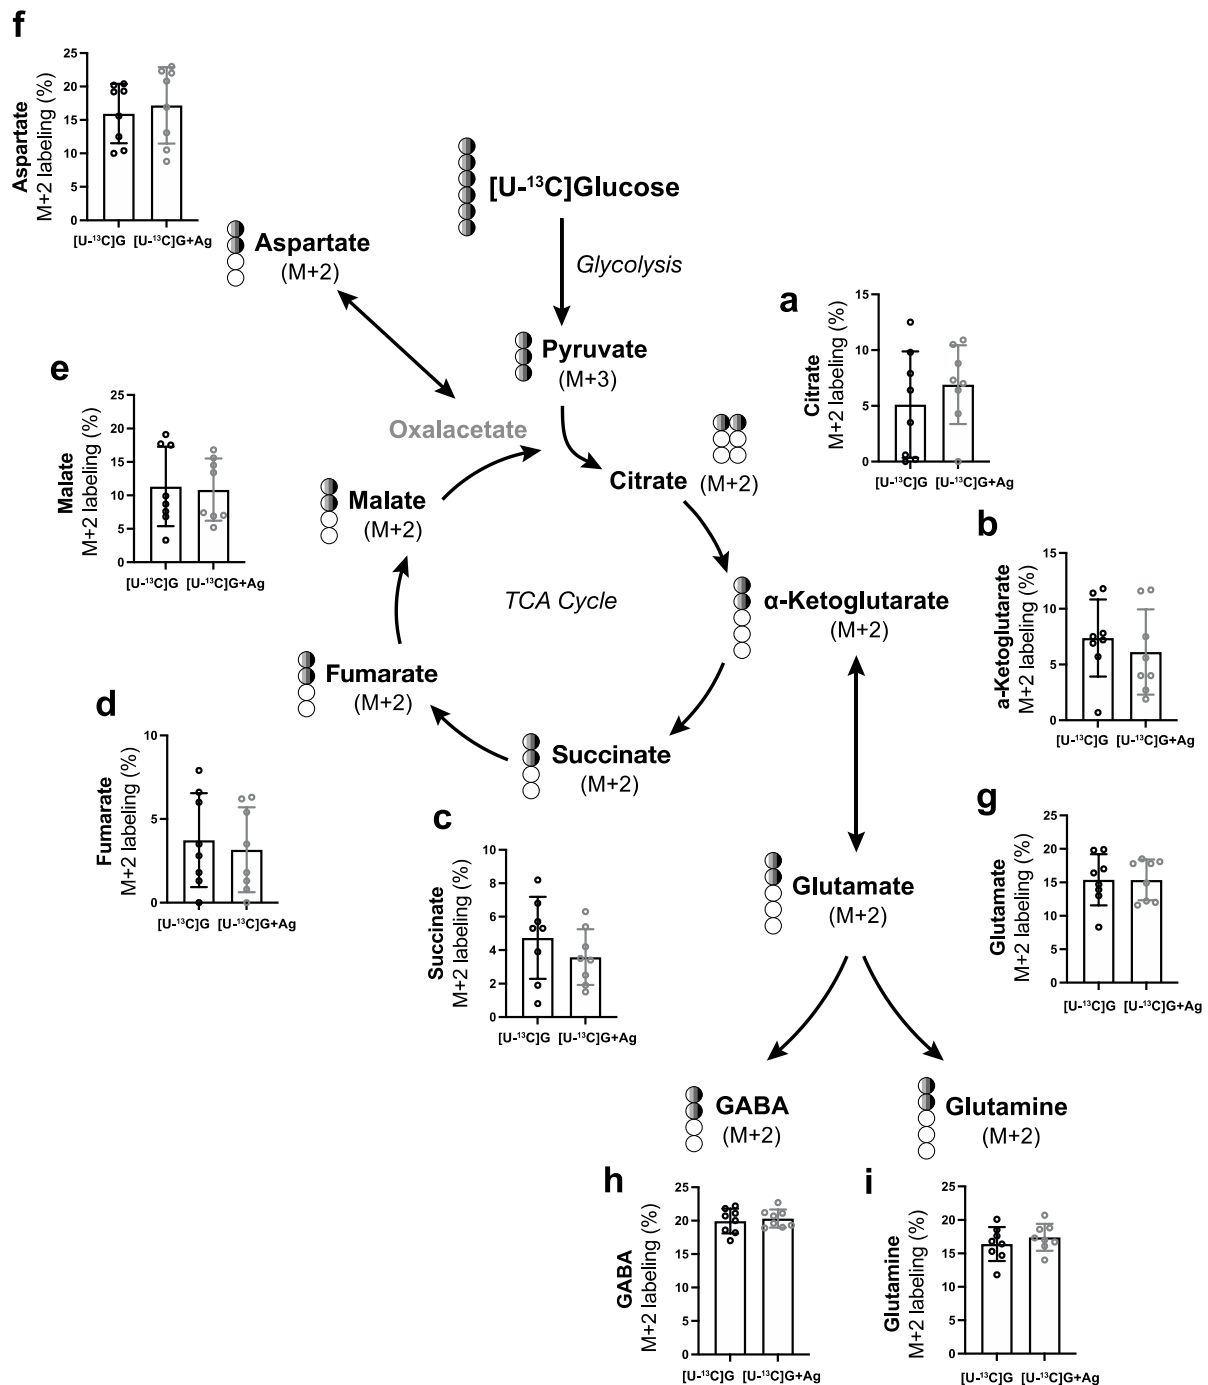 f
Aspartate
M+2 labeling (%)
25
20
15
10
5
0
[U-¹³C]G [U-¹³C]G+Ag
[U-¹³C]Glucose
Glycolysis
Aspartate
(M+2)
Pyruvate
(M+3)
a
Citrate
M+2 labeling (%)
15
10
5
0
[U-¹³C]G [U-¹³C]G+Ag
e
Malate
M+2 labeling (%)
25
20
15
10
5
0
[U-¹³C]G [U-¹³C]G+Ag
Oxalacetate
Citrate (M+2)
Malate
(M+2)
TCA Cycle
α-Ketoglutarate
(M+2)
b
a-Ketoglutarate
M+2 labeling (%)
15
10
5
0
[U-¹³C]G [U-¹³C]G+Ag
Fumarate
(M+2)
Succinate
(M+2)
d
Fumarate
M+2 labeling (%)
10
5
0
[U-¹³C]G [U-¹³C]G+Ag
c
Succinate
M+2 labeling (%)
10
8
6
4
2
0
[U-¹³C]G [U-¹³C]G+Ag
Glutamate
(M+2)
g
Glutamate
M+2 labeling (%)
25
20
15
10
5
0
[U-¹³C]G [U-¹³C]G+Ag
GABA
(M+2)
Glutamine
(M+2)
h
GABA
M+2 labeling (%)
25
20
15
10
5
0
[U-¹³C]G [U-¹³C]G+Ag
i
Glutamine
M+2 labeling (%)
25
20
15
10
5
0
[U-¹³C]G [U-¹³C]G+Ag